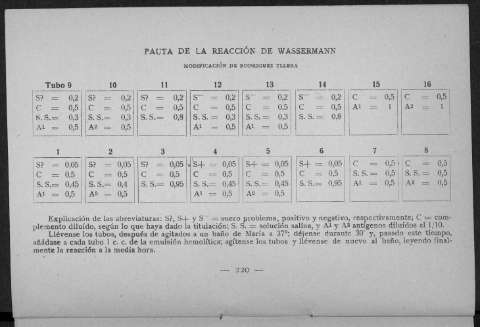 PAUTA DE LA REACCIÓN DE WASSERMANN
MODIFICACIÓN DE BUENDORES
Tubo 9 10 11 12 13 14 15 16
S? = 0,2 S? = 0,2 S? = 0,2 S⁻ = 0,2 S⁻ = 0,2 S⁻ = 0,2 C = 0,5 C = 0,5
C = 0,5 C = 0,5 C = 0,5 C = 0,5 C = 0,5 C = 0,5 A¹ = 1 A² = 1
S. S. = 0,3 S. S. = 0,3 S. S. = 0,8 S. S. = 0,3 S. S. = 0,3 S. S. = 0,8
A¹ = 0,5 A² = 0,5 A¹ = 0,5 A² = 0,5
1 2 3 4 5 6 7 8
S? = 0,05 S? = 0,05 S? = 0,05 S+ = 0,05 S+ = 0,05 S+ = 0,05 C = 0,5 C = 0,5
C = 0,5 C = 0,5 C = 0,5 C = 0,5 C = 0,5 C = 0,5 S. S. = 0,5 S. S. = 0,5
S. S. = 0,45 S. S. = 0,4 S. S. = 0,95 S. S. = 0,45 S. S. = 0,45 S. S. = 0,95 A¹ = 0,5 A² = 0,5
A¹ = 0,5 A² = 0,5 A¹ = 0,5 A² = 0,5
Explicación de las abreviaturas: S?, S+ y S⁻ = suero problema, positivo y negativo, respectivamente; C = com-
plemento diluído, según lo que haya dado la titulación; S. S. = solución salina, y A¹ y A² antígenos diluídos al 1/10.
Llévense los tubos, después de agitados a un baño de María a 37°; déjense durante 30' y, pasado este tiempo,
añádase a cada tubo 1 c. c. de la emulsión hemolítica; agítense los tubos y llévense de nuevo al baño, leyendo final-
mente la reacción a la media hora.
— 220 —